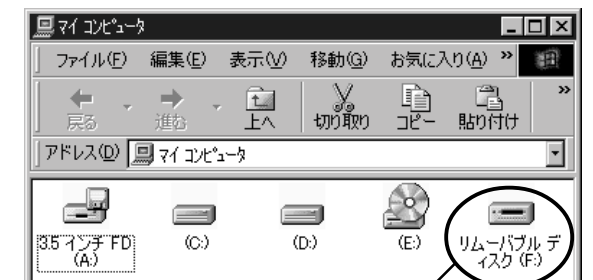 マイ コンピュータ
ファイル(F) 編集(E) 表示(V) 移動(G) お気に入り(A) »
戻る 進む 上へ 切り取り コピー 貼り付け »
アドレス(D) マイ コンピュータ
3.5 インチ FD (A:)
(C:)
(D:)
(E:)
リムーバブル ディスク (F:)